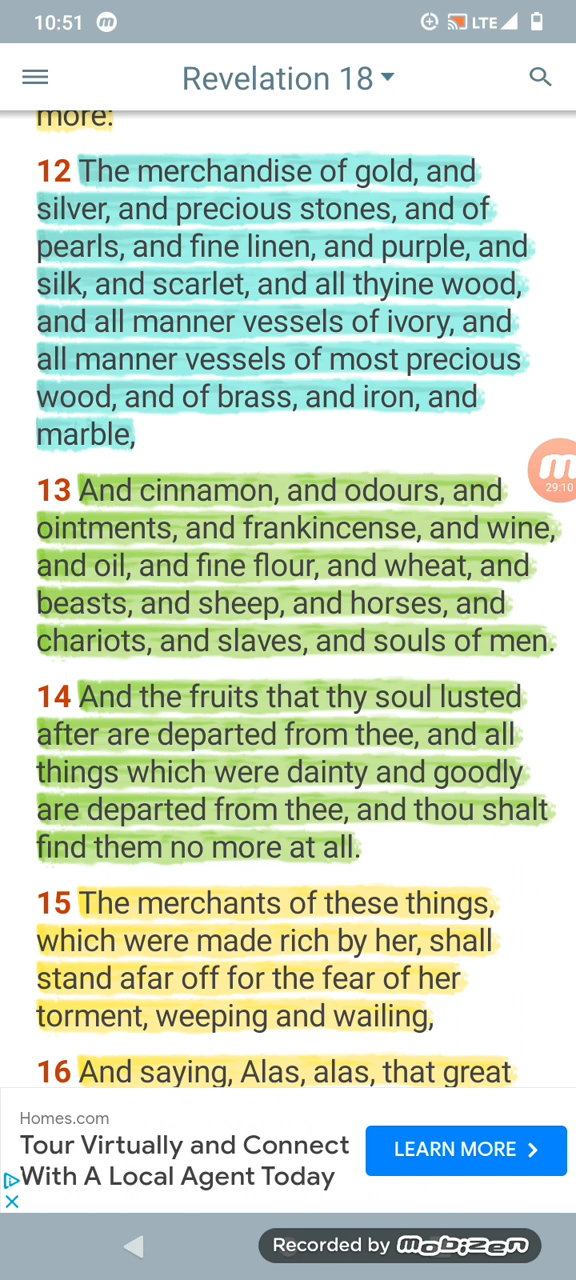 10:51 m LTE
Revelation 18
more:
12 The merchandise of gold, and
silver, and precious stones, and of
pearls, and fine linen, and purple, and
silk, and scarlet, and all thyine wood,
and all manner vessels of ivory, and
all manner vessels of most precious
wood, and of brass, and iron, and
marble,
13 And cinnamon, and odours, and
ointments, and frankincense, and wine,
and oil, and fine flour, and wheat, and
beasts, and sheep, and horses, and
chariots, and slaves, and souls of men.
m
29:10
14 And the fruits that thy soul lusted
after are departed from thee, and all
things which were dainty and goodly
are departed from thee, and thou shalt
find them no more at all.
15 The merchants of these things,
which were made rich by her, shall
stand afar off for the fear of her
torment, weeping and wailing,
16 And saying, Alas, alas, that great
Homes.com
Tour Virtually and Connect
With A Local Agent Today
LEARN MORE
Recorded by mobizen